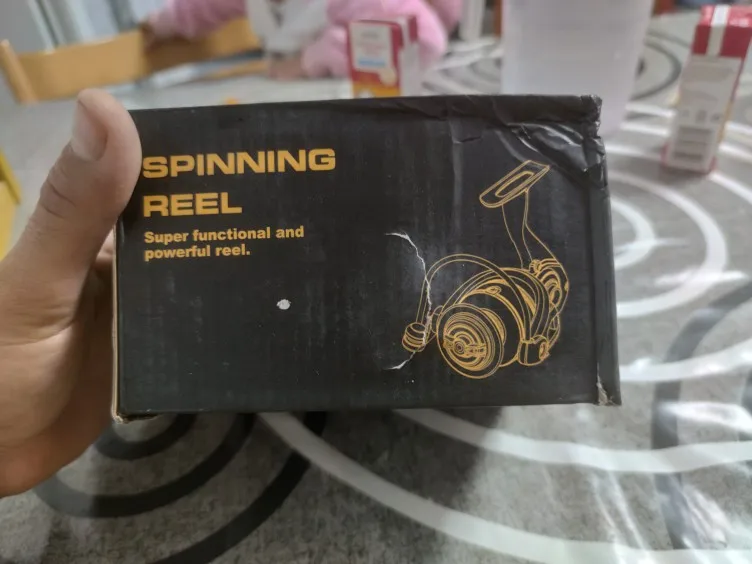 SPINNING
REEL
Super functional and
powerful reel.